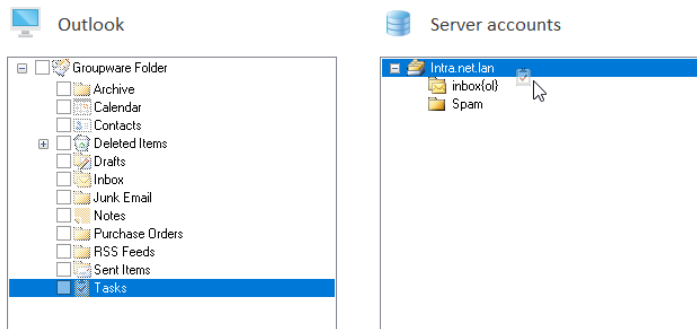 Outlook
Groupware Folder
Archive
Calendar
Contacts
Deleted Items
Drafts
Inbox
Junk Email
Notes
Purchase Orders
RSS Feeds
Sent Items
Tasks
Server accounts
Intra.net.lan
inbox{ol}
Spam